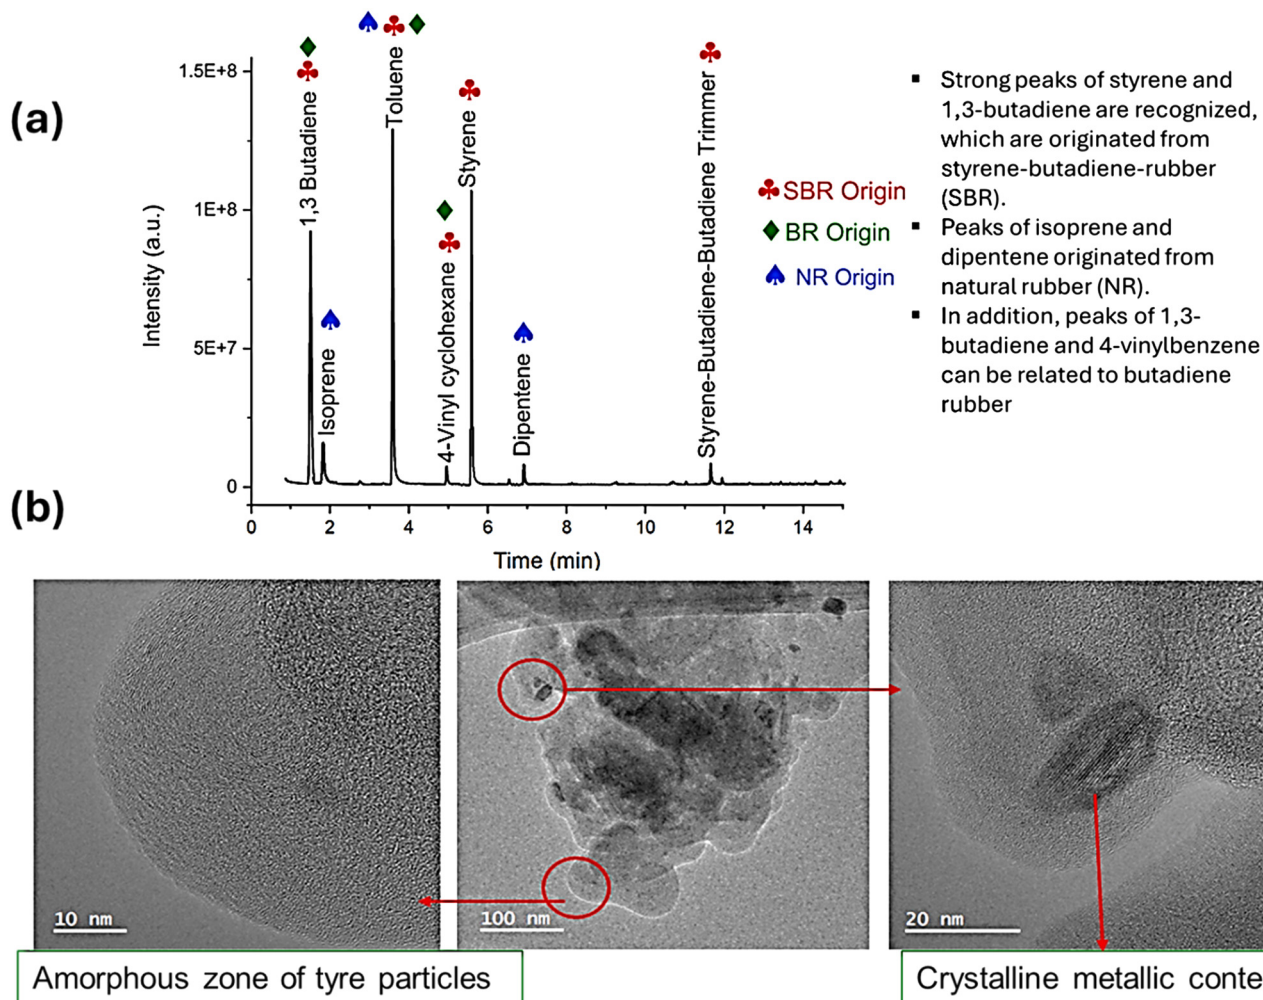 (a)
1.5E+8
1E+8
5E+7
0
Intensity (a.u.)
1,3 Butadiene
Isoprene
Toluene
4-Vinyl cyclohexane
Styrene
Dipentene
Styrene-Butadiene-Butadiene Trimmer
SBR Origin
BR Origin
NR Origin
0 2 4 6 8 10 12 14
Time (min)
▪ Strong peaks of styrene and
1,3-butadiene are recognized,
which are originated from
styrene-butadiene-rubber
(SBR).
▪ Peaks of isoprene and
dipentene originated from
natural rubber (NR).
▪ In addition, peaks of 1,3-
butadiene and 4-vinylbenzene
can be related to butadiene
rubber
(b)
10 nm
100 nm
20 nm
Amorphous zone of tyre particles
Crystalline metallic conte